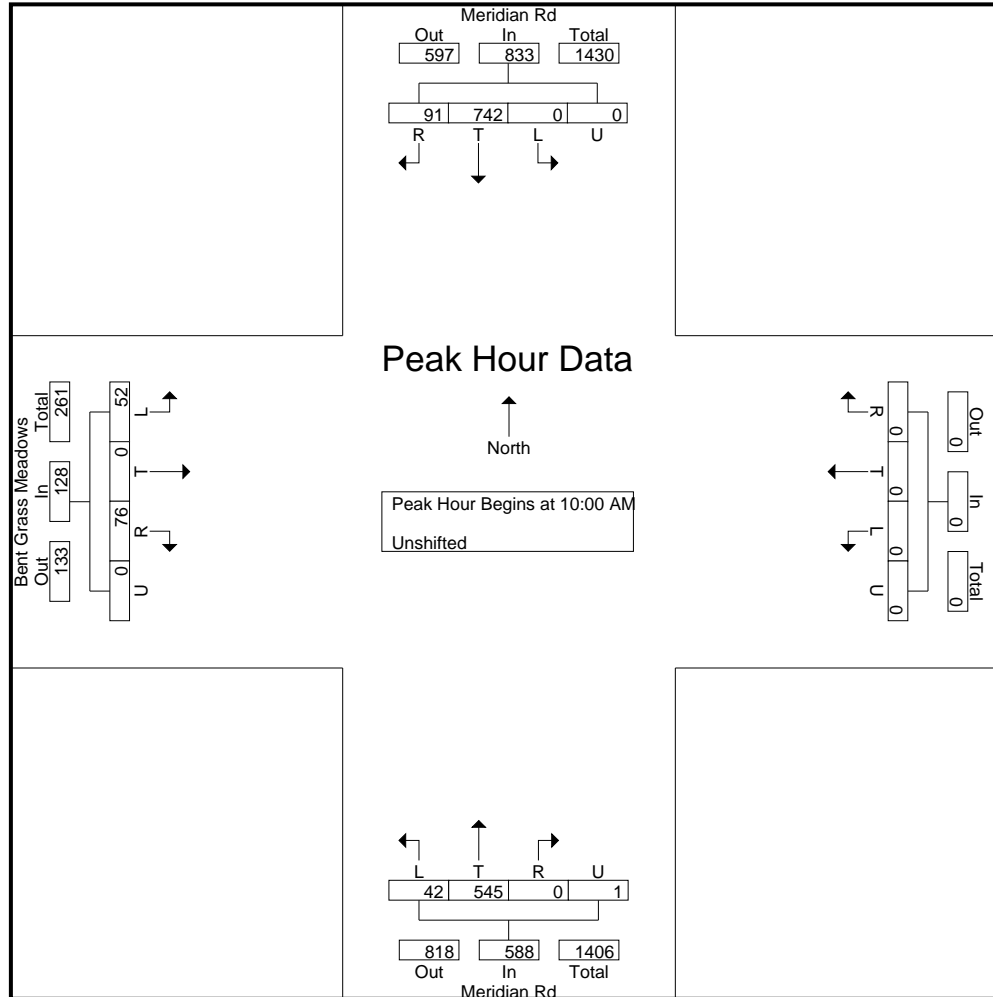 Meridian Rd
Out In Total
597 833 1430
91 742 0 0
R T L U
Peak Hour Data
North
Peak Hour Begins at 10:00 AM
Unshifted
Bent Grass Meadows
Out In Total
133 128 261
0 76 0 52
U R T L
Out In Total
0 0 0
0 0 0 0
R T L U
L T R U
42 545 0 1
818 588 1406
Out In Total
Meridian Rd